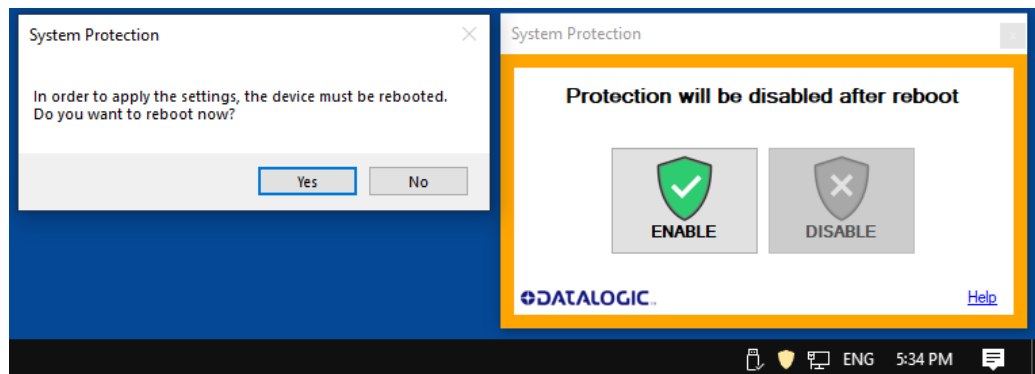 System Protection
In order to apply the settings, the device must be rebooted.
Do you want to reboot now?
Yes
No
System Protection
x
Protection will be disabled after reboot
ENABLE
DISABLE
DATALOGIC™
Help
ENG
5:34 PM